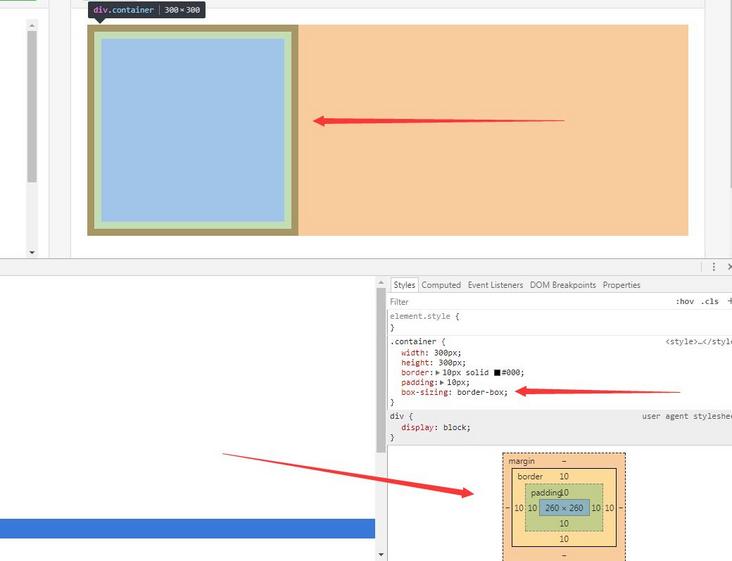 div.container | 300×300
Styles Computed Event Listeners DOM Breakpoints Properties
Filter :hov .cls +
element.style {
}
.container { <style>…</style
width: 300px;
height: 300px;
border: 10px solid #000;
padding: 10px;
box-sizing: border-box;
}
div { user agent styleshe
display: block;
}
margin –
border 10
padding 10
– 10 10 260 × 260 10 10 –
10
10
–